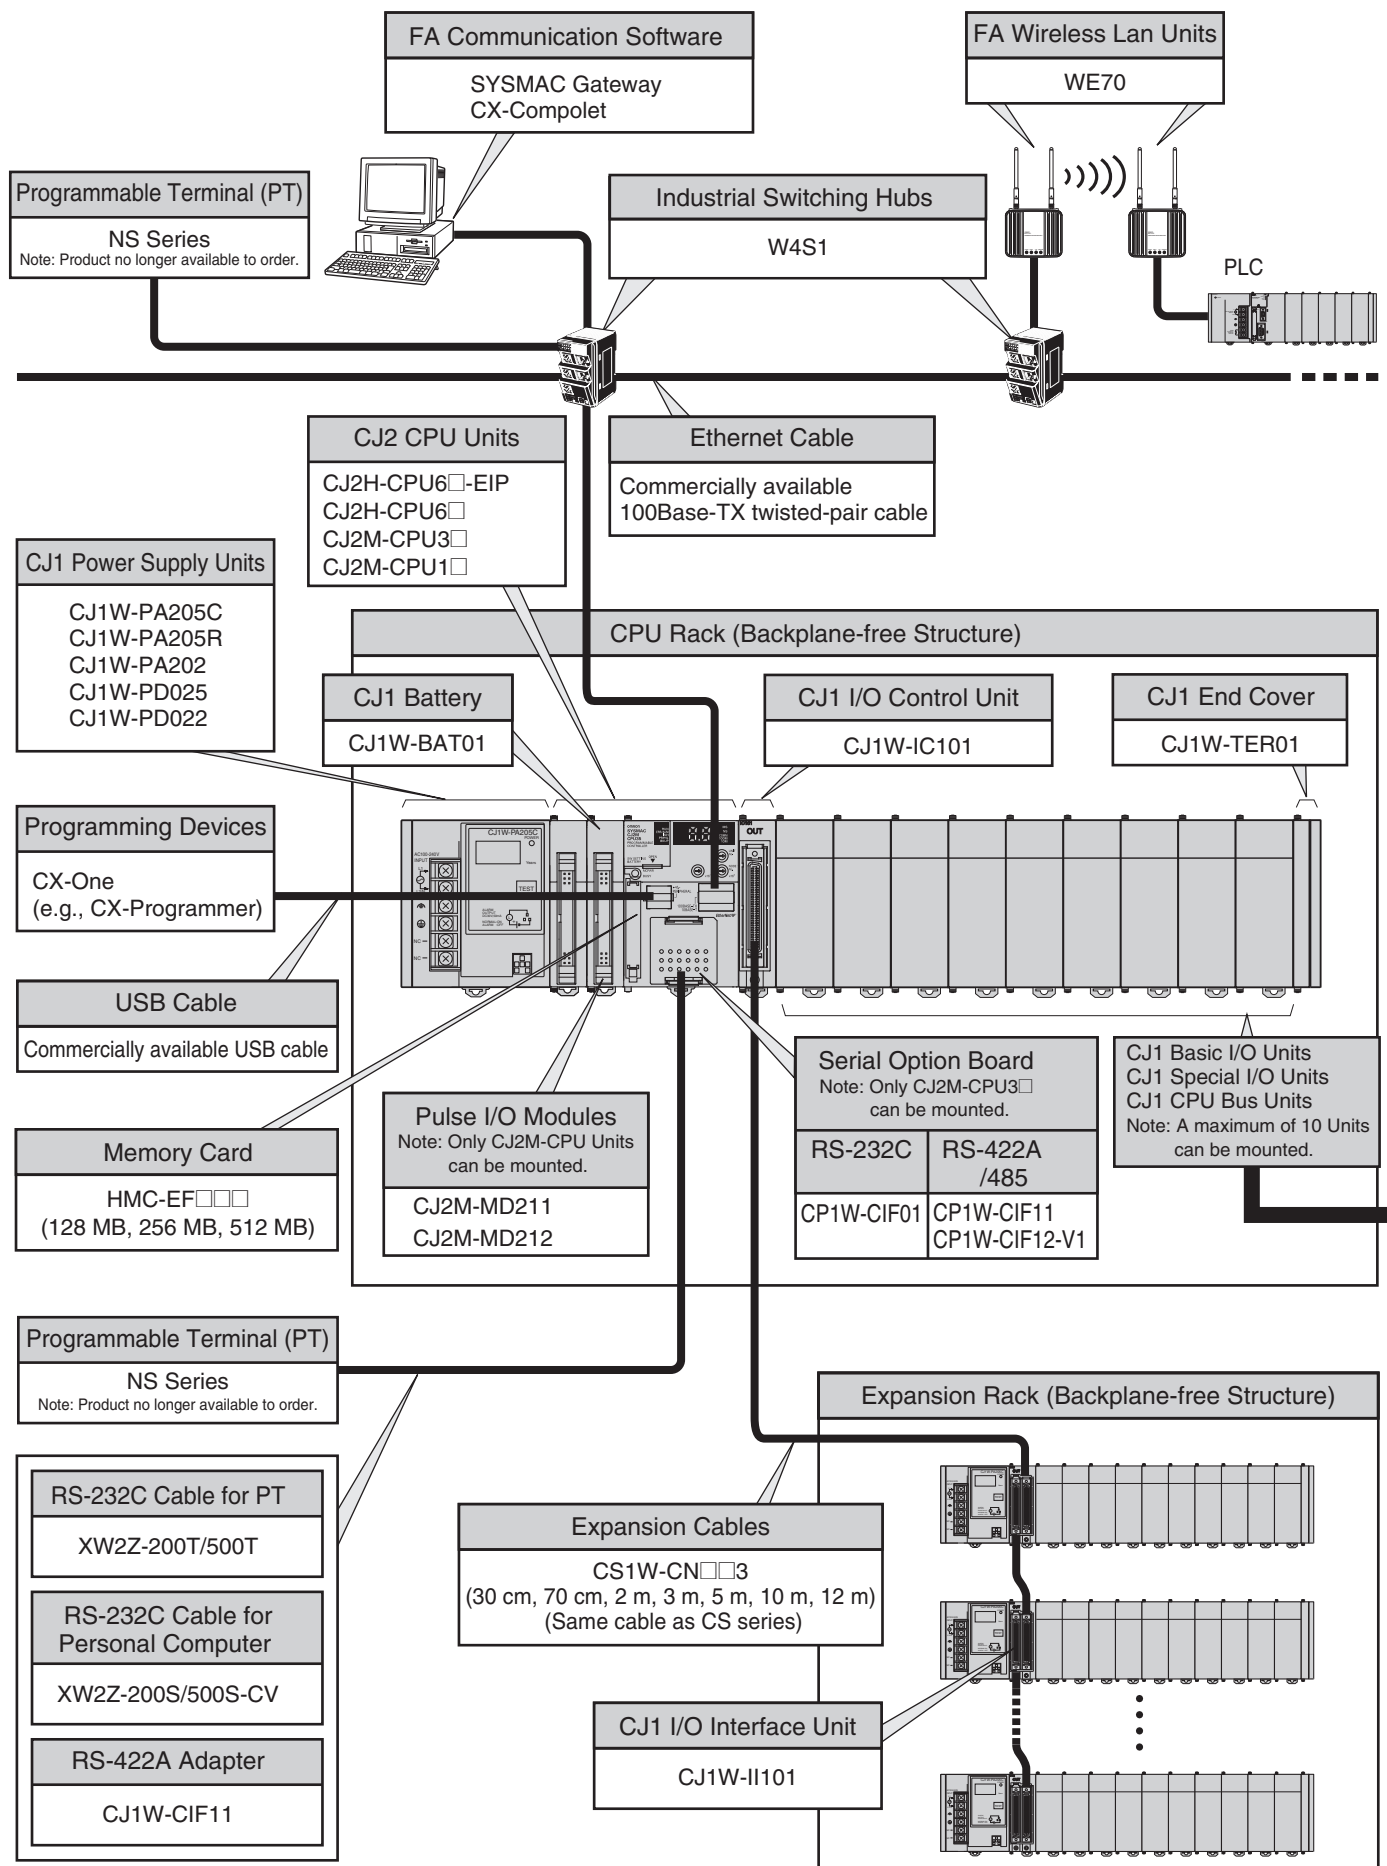 FA Communication Software
SYSMAC Gateway
CX-Compolet
FA Wireless Lan Units
WE70
Programmable Terminal (PT)
NS Series
Note: Product no longer available to order.
Industrial Switching Hubs
W4S1
PLC
CJ2 CPU Units
CJ2H-CPU6□-EIP
CJ2H-CPU6□
CJ2M-CPU3□
CJ2M-CPU1□
Ethernet Cable
Commercially available
100Base-TX twisted-pair cable
CJ1 Power Supply Units
CJ1W-PA205C
CJ1W-PA205R
CJ1W-PA202
CJ1W-PD025
CJ1W-PD022
CPU Rack (Backplane-free Structure)
CJ1 Battery
CJ1W-BAT01
CJ1 I/O Control Unit
CJ1W-IC101
CJ1 End Cover
CJ1W-TER01
Programming Devices
CX-One
(e.g., CX-Programmer)
CJ1W-PA205C
POWER
AC100-240V
INPUT
TEST
NC
NC
OUT
USB Cable
Commercially available USB cable
Memory Card
HMC-EF□□□
(128 MB, 256 MB, 512 MB)
Pulse I/O Modules
Note: Only CJ2M-CPU Units
can be mounted.
CJ2M-MD211
CJ2M-MD212
Serial Option Board
Note: Only CJ2M-CPU3□
can be mounted.
RS-232C
RS-422A
/485
CP1W-CIF01
CP1W-CIF11
CP1W-CIF12-V1
CJ1 Basic I/O Units
CJ1 Special I/O Units
CJ1 CPU Bus Units
Note: A maximum of 10 Units
can be mounted.
Programmable Terminal (PT)
NS Series
Note: Product no longer available to order.
RS-232C Cable for PT
XW2Z-200T/500T
RS-232C Cable for
Personal Computer
XW2Z-200S/500S-CV
RS-422A Adapter
CJ1W-CIF11
Expansion Cables
CS1W-CN□□3
(30 cm, 70 cm, 2 m, 3 m, 5 m, 10 m, 12 m)
(Same cable as CS series)
Expansion Rack (Backplane-free Structure)
CJ1 I/O Interface Unit
CJ1W-II101